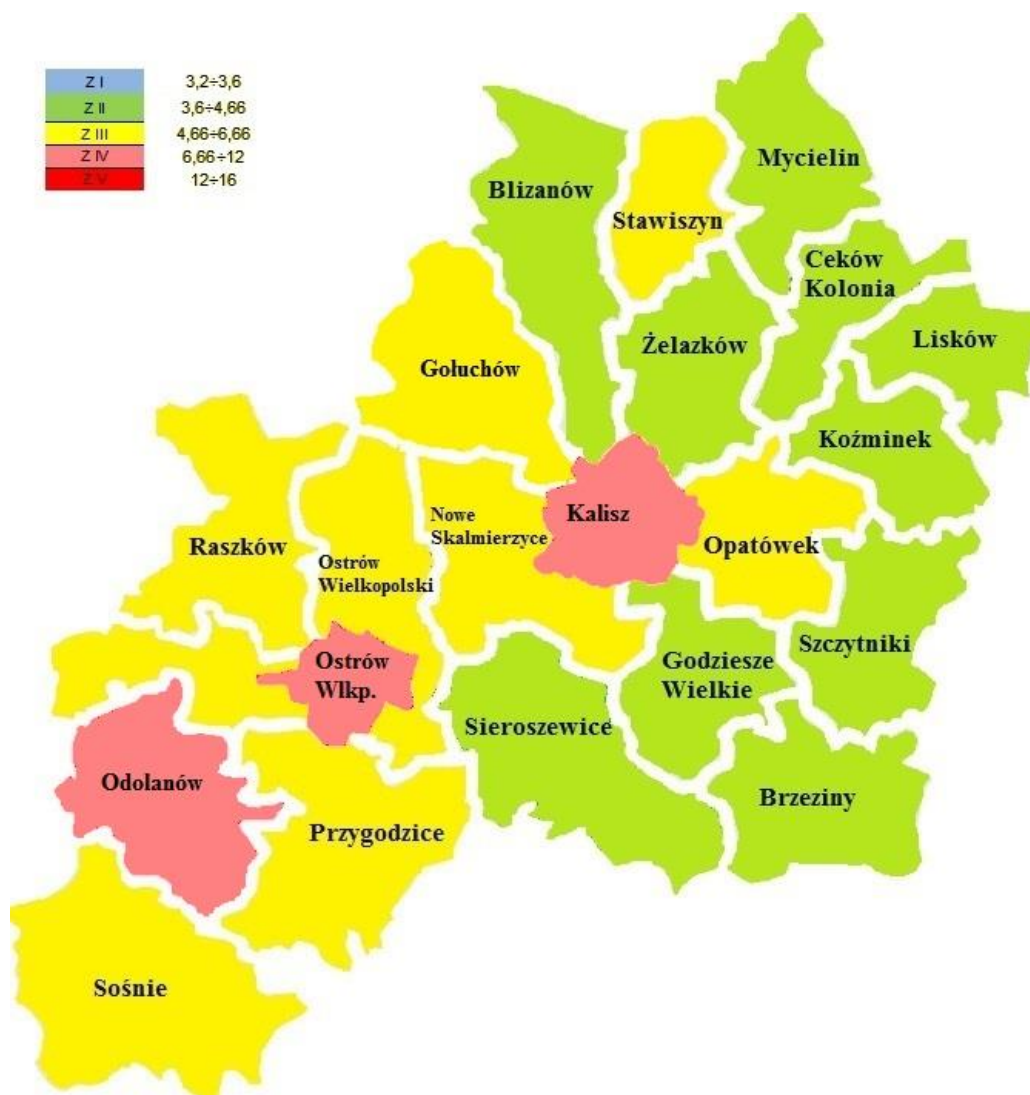 Z I 3,2÷3,6
Z II 3,6÷4,66
Z III 4,66÷6,66
Z IV 6,66÷12
Z V 12÷16
Mycielin
Blizanów
Stawiszyn
Ceków
Kolonia
Lisków
Żelazków
Gołuchów
Koźminek
Nowe
Skalmierzyce
Kalisz
Opatówek
Raszków
Ostrów
Wielkopolski
Szczytniki
Ostrów
Wlkp.
Godziesze
Wielkie
Sieroszewice
Odolanów
Brzeziny
Przygodzice
Sośnie